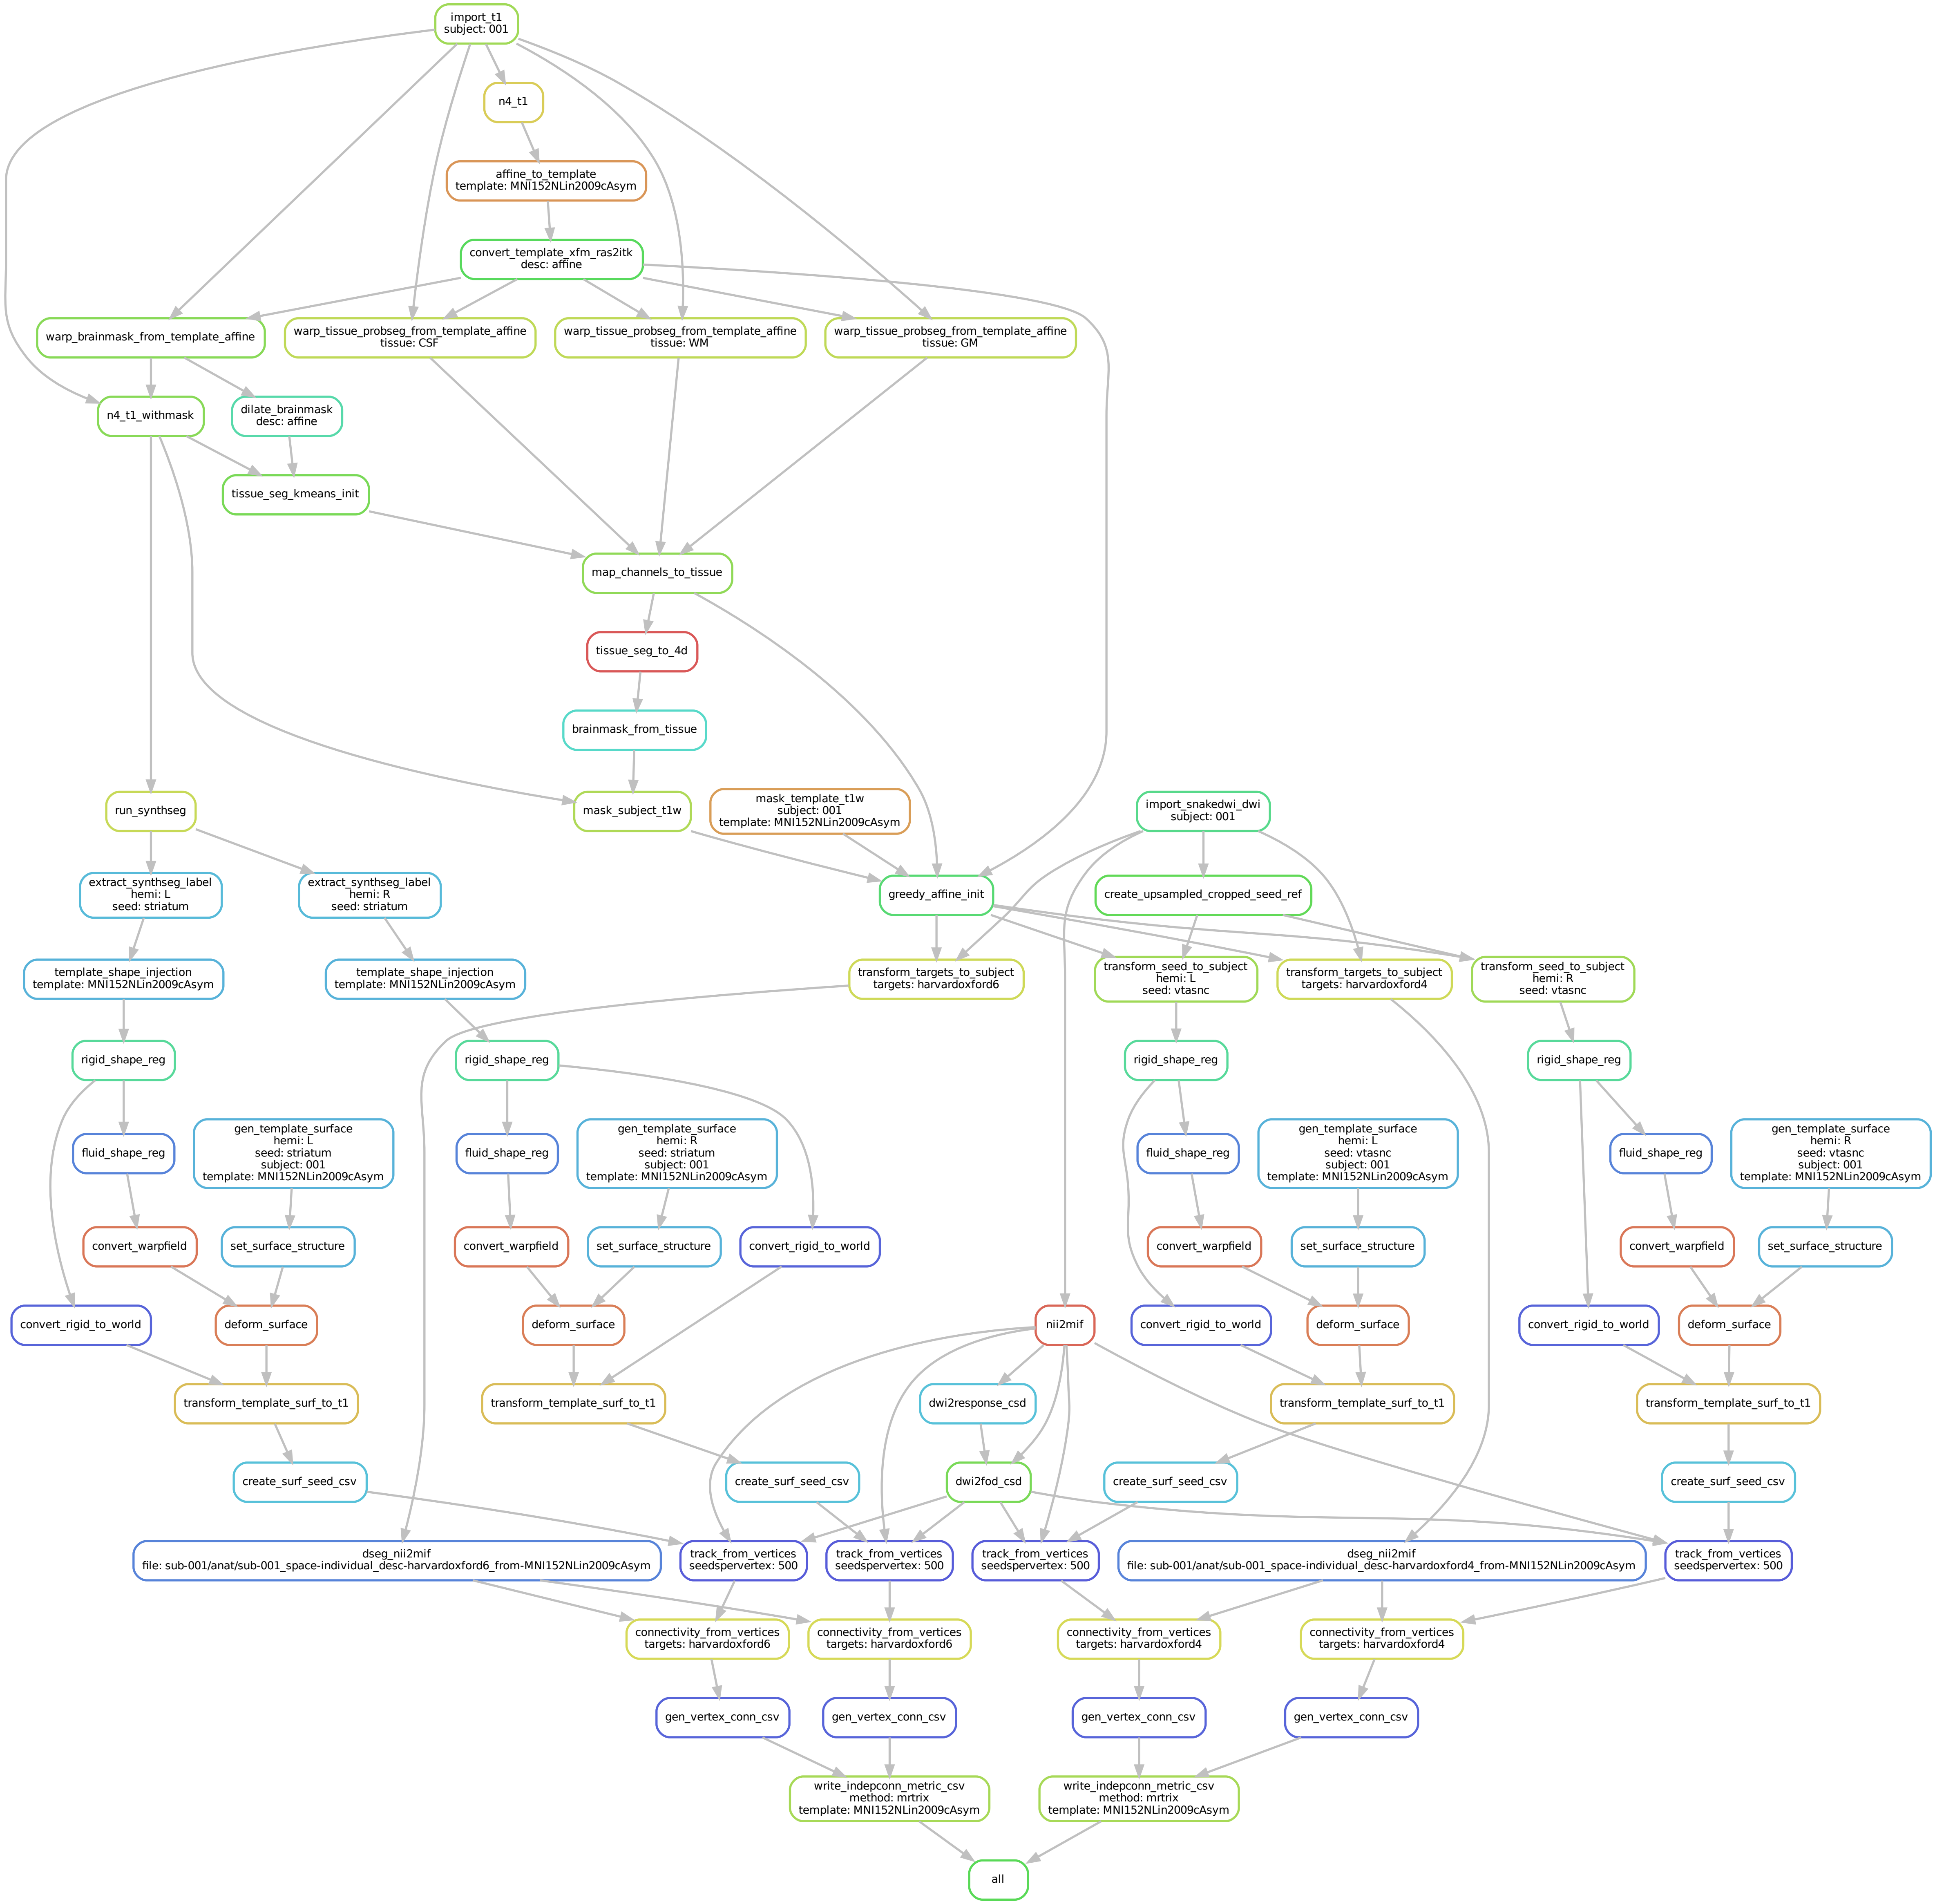 import_t1
subject: 001
n4_t1
affine_to_template
template: MNI152NLin2009cAsym
convert_template_xfm_ras2itk
desc: affine
warp_brainmask_from_template_affine
warp_tissue_probseg_from_template_affine
tissue: CSF
warp_tissue_probseg_from_template_affine
tissue: WM
warp_tissue_probseg_from_template_affine
tissue: GM
n4_t1_withmask
dilate_brainmask
desc: affine
tissue_seg_kmeans_init
map_channels_to_tissue
tissue_seg_to_4d
brainmask_from_tissue
run_synthseg
mask_subject_t1w
mask_template_t1w
subject: 001
template: MNI152NLin2009cAsym
import_snakedwi_dwi
subject: 001
extract_synthseg_label
hemi: L
seed: striatum
extract_synthseg_label
hemi: R
seed: striatum
greedy_affine_init
create_upsampled_cropped_seed_ref
template_shape_injection
template: MNI152NLin2009cAsym
template_shape_injection
template: MNI152NLin2009cAsym
transform_targets_to_subject
targets: harvardoxford6
transform_seed_to_subject
hemi: L
seed: vtasnc
transform_targets_to_subject
targets: harvardoxford4
transform_seed_to_subject
hemi: R
seed: vtasnc
rigid_shape_reg
rigid_shape_reg
rigid_shape_reg
rigid_shape_reg
fluid_shape_reg
gen_template_surface
hemi: L
seed: striatum
subject: 001
template: MNI152NLin2009cAsym
fluid_shape_reg
gen_template_surface
hemi: R
seed: striatum
subject: 001
template: MNI152NLin2009cAsym
fluid_shape_reg
gen_template_surface
hemi: L
seed: vtasnc
subject: 001
template: MNI152NLin2009cAsym
fluid_shape_reg
gen_template_surface
hemi: R
seed: vtasnc
subject: 001
template: MNI152NLin2009cAsym
convert_warpfield
set_surface_structure
convert_warpfield
set_surface_structure
convert_rigid_to_world
convert_warpfield
set_surface_structure
convert_warpfield
set_surface_structure
convert_rigid_to_world
deform_surface
deform_surface
nii2mif
convert_rigid_to_world
deform_surface
convert_rigid_to_world
deform_surface
transform_template_surf_to_t1
transform_template_surf_to_t1
dwi2response_csd
transform_template_surf_to_t1
transform_template_surf_to_t1
create_surf_seed_csv
create_surf_seed_csv
dwi2fod_csd
create_surf_seed_csv
create_surf_seed_csv
dseg_nii2mif
file: sub-001/anat/sub-001_space-individual_desc-harvardoxford6_from-MNI152NLin2009cAsym
track_from_vertices
seedspervertex: 500
track_from_vertices
seedspervertex: 500
track_from_vertices
seedspervertex: 500
dseg_nii2mif
file: sub-001/anat/sub-001_space-individual_desc-harvardoxford4_from-MNI152NLin2009cAsym
track_from_vertices
seedspervertex: 500
connectivity_from_vertices
targets: harvardoxford6
connectivity_from_vertices
targets: harvardoxford6
connectivity_from_vertices
targets: harvardoxford4
connectivity_from_vertices
targets: harvardoxford4
gen_vertex_conn_csv
gen_vertex_conn_csv
gen_vertex_conn_csv
gen_vertex_conn_csv
write_indepconn_metric_csv
method: mrtrix
template: MNI152NLin2009cAsym
write_indepconn_metric_csv
method: mrtrix
template: MNI152NLin2009cAsym
all